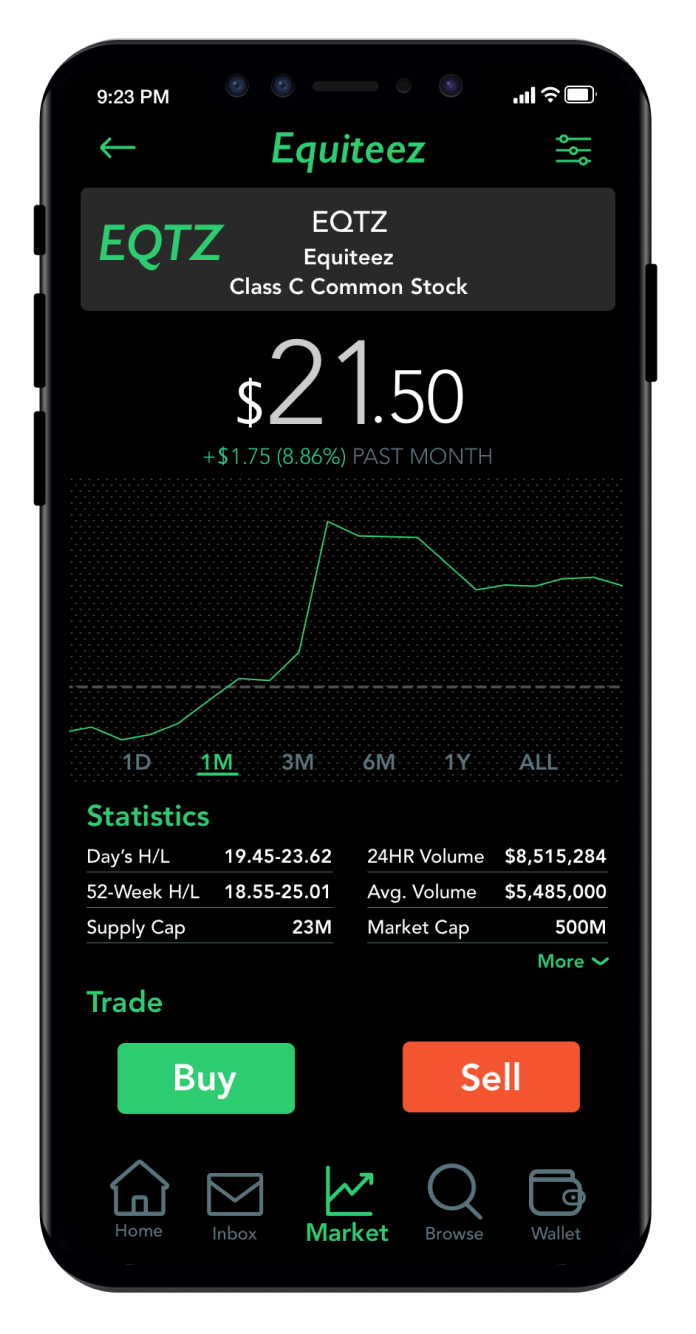 9:23 PM
Equiteez
EQTZ
EQTZ
Equiteez
Class C Common Stock
$21.50
+$1.75 (8.86%) PAST MONTH
1D 1M 3M 6M 1Y ALL
Statistics
Day's H/L 19.45-23.62 24HR Volume $8,515,284
52-Week H/L 18.55-25.01 Avg. Volume $5,485,000
Supply Cap 23M Market Cap 500M
More
Trade
Buy Sell
Home Inbox Market Browse Wallet